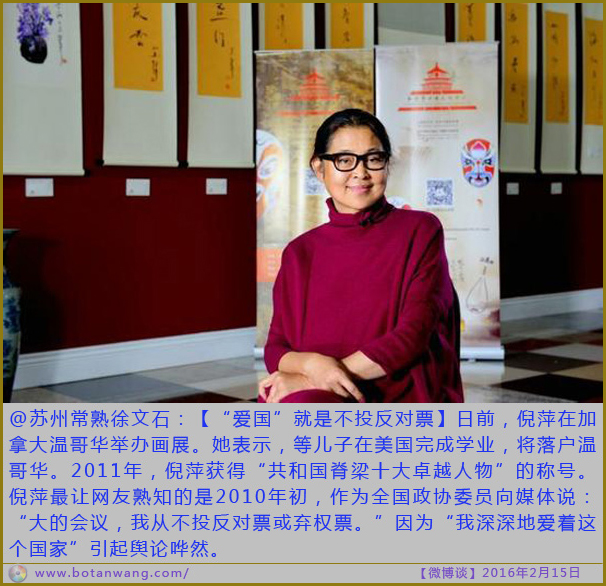 @苏州常熟徐文石：【“爱国”就是不投反对票】日前，倪萍在加
拿大温哥华举办画展。她表示，等儿子在美国完成学业，将落户温
哥华。2011年，倪萍获得“共和国脊梁十大卓越人物”的称号。
倪萍最让网友熟知的是2010年初，作为全国政协委员向媒体说：
“大的会议，我从不投反对票或弃权票。”因为“我深深地爱着这
个国家”引起舆论哗然。
www.botanwang.com/
【微博谈】2016年2月15日